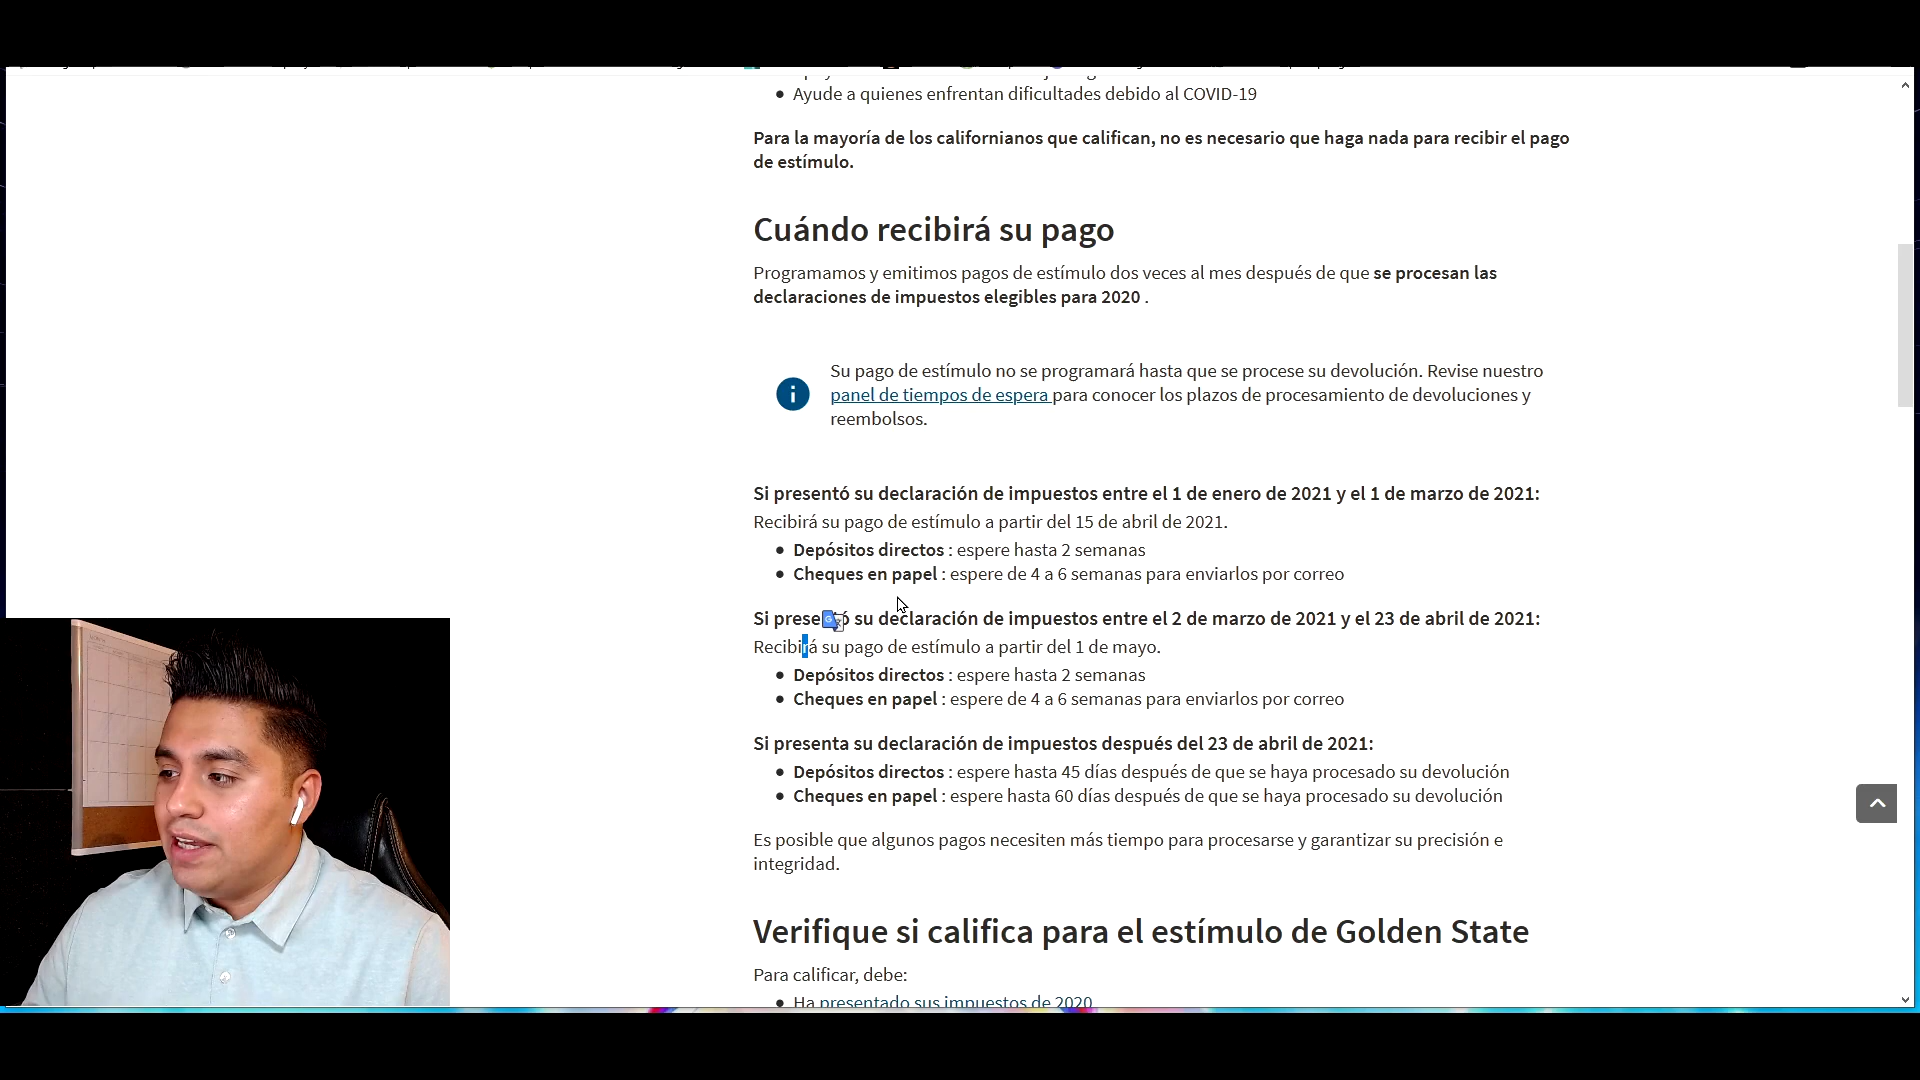 • Ayude a quienes enfrentan dificultades debido al COVID-19
Para la mayoría de los californianos que califican, no es necesario que haga nada para recibir el pago
de estímulo.
Cuándo recibirá su pago
Programamos y emitimos pagos de estímulo dos veces al mes después de que se procesan las
declaraciones de impuestos elegibles para 2020 .
Su pago de estímulo no se programará hasta que se procese su devolución. Revise nuestro
panel de tiempos de espera para conocer los plazos de procesamiento de devoluciones y
reembolsos.
Si presentó su declaración de impuestos entre el 1 de enero de 2021 y el 1 de marzo de 2021:
Recibirá su pago de estímulo a partir del 15 de abril de 2021.
• Depósitos directos : espere hasta 2 semanas
• Cheques en papel : espere de 4 a 6 semanas para enviarlos por correo
Si presentó su declaración de impuestos entre el 2 de marzo de 2021 y el 23 de abril de 2021:
Recibirá su pago de estímulo a partir del 1 de mayo.
• Depósitos directos : espere hasta 2 semanas
• Cheques en papel : espere de 4 a 6 semanas para enviarlos por correo
Si presenta su declaración de impuestos después del 23 de abril de 2021:
• Depósitos directos : espere hasta 45 días después de que se haya procesado su devolución
• Cheques en papel : espere hasta 60 días después de que se haya procesado su devolución
Es posible que algunos pagos necesiten más tiempo para procesarse y garantizar su precisión e
integridad.
Verifique si califica para el estímulo de Golden State
Para calificar, debe:
• Ha presentado sus impuestos de 2020